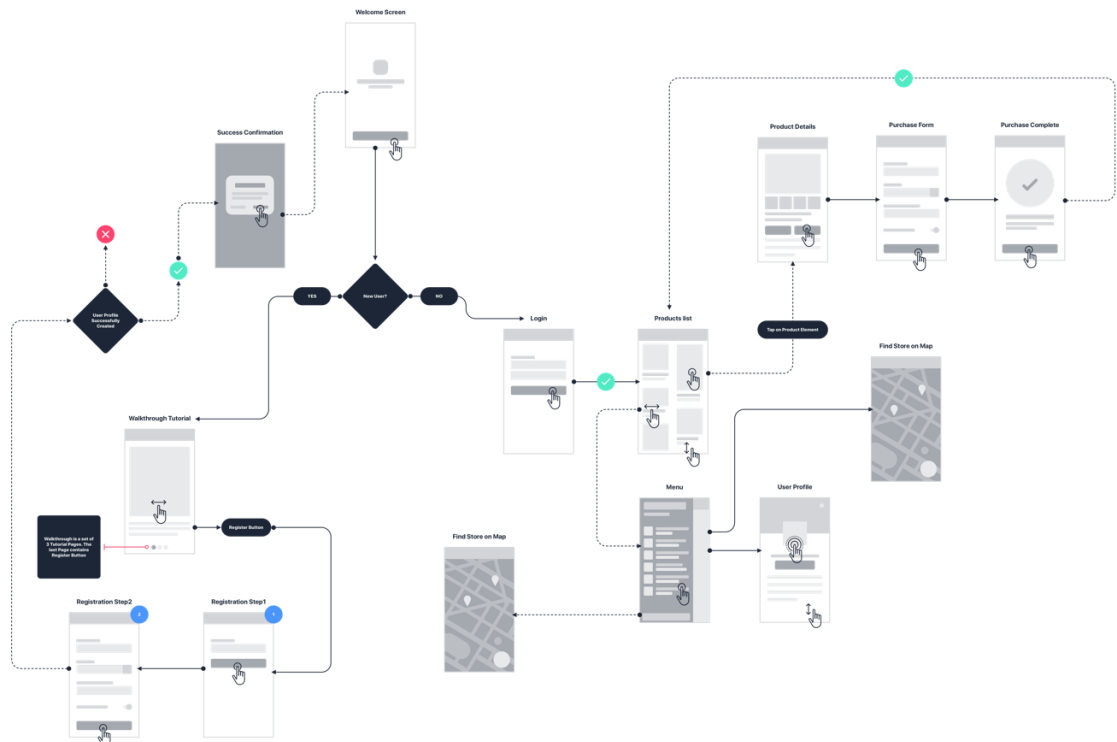 Welcome Screen
Success Confirmation
Product Details
Purchase Form
Purchase Complete
User Profile
Successfully
Created
YES
New User?
NO
Login
Products list
Tap on Product Element
Find Store on Map
Walkthrough Tutorial
Register Button
Walkthrough is a set of
3 Tutorial Pages. The
last Page contains
Register Button
Menu
User Profile
Find Store on Map
Registration Step2
2
Registration Step1
1